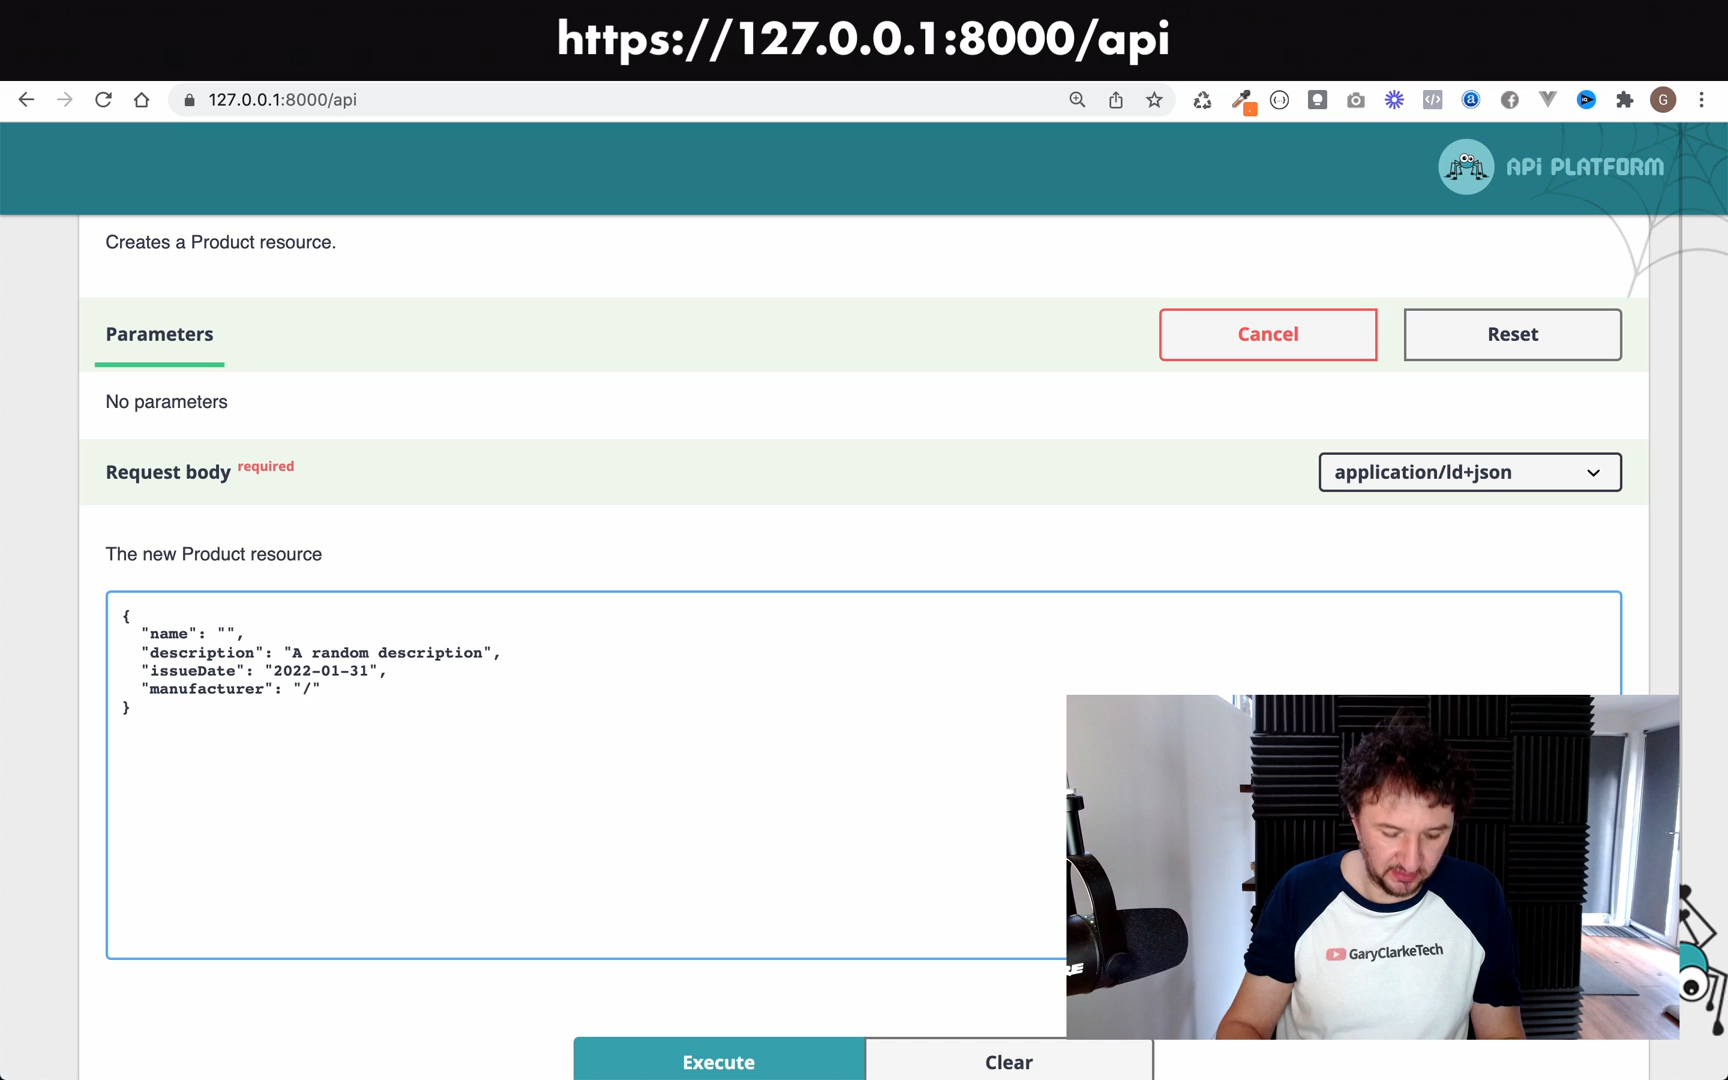 https://127.0.0.1:8000/api
127.0.0.1:8000/api
G
API PLATFORM
Creates a Product resource.
Parameters
Cancel
Reset
No parameters
Request body required
application/ld+json
The new Product resource
{
"name": "",
"description": "A random description",
"issueDate": "2022-01-31",
"manufacturer": "/"
}
GaryClarkeTech
Execute
Clear